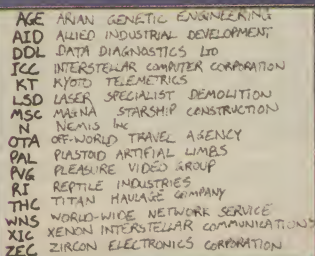 AGE ARIAN GENETIC ENGINEERING
AID ALLIED INDUSTRIAL DEVELOPMENT
DDL DATA DIAGNOSTICS LTD
ICC INTERSTELLAR COMPUTER CORPORATION
KT KYOTO TELEMETRICS
LSD LASER SPECIALIST DEMOLITION
MSC MAGNA STARSHIP CONSTRUCTION
N NEMIS Inc
OTA OFF-WORLD TRAVEL AGENCY
PAL PLASTOID ARTIFIAL LIMBS
PVG PLEASURE VIDEO GROUP
RI REPTILE INDUSTRIES
THC TITAN HAULAGE COMPANY
WNS WORLD-WIDE NETWORK SERVICE
XIC XENON INTERSTELLAR COMMUNICATIONS
ZEC ZIRCON ELECTRONICS CORPORATION